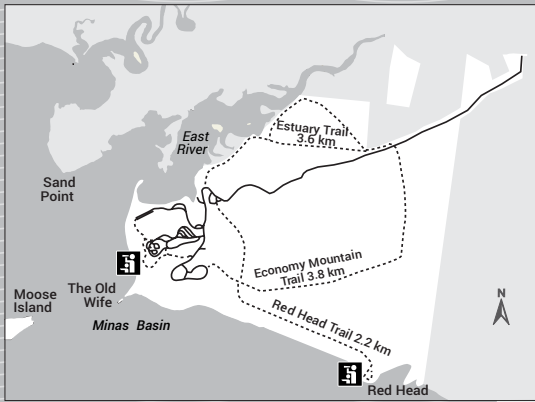 Estuary Trail
3.6 km
East
River
Sand
Point
Economy Mountain
Trail 3.8 km
Moose
Island
The Old
Wife
Minas Basin
Red Head Trail 2.2 km
N
Red Head